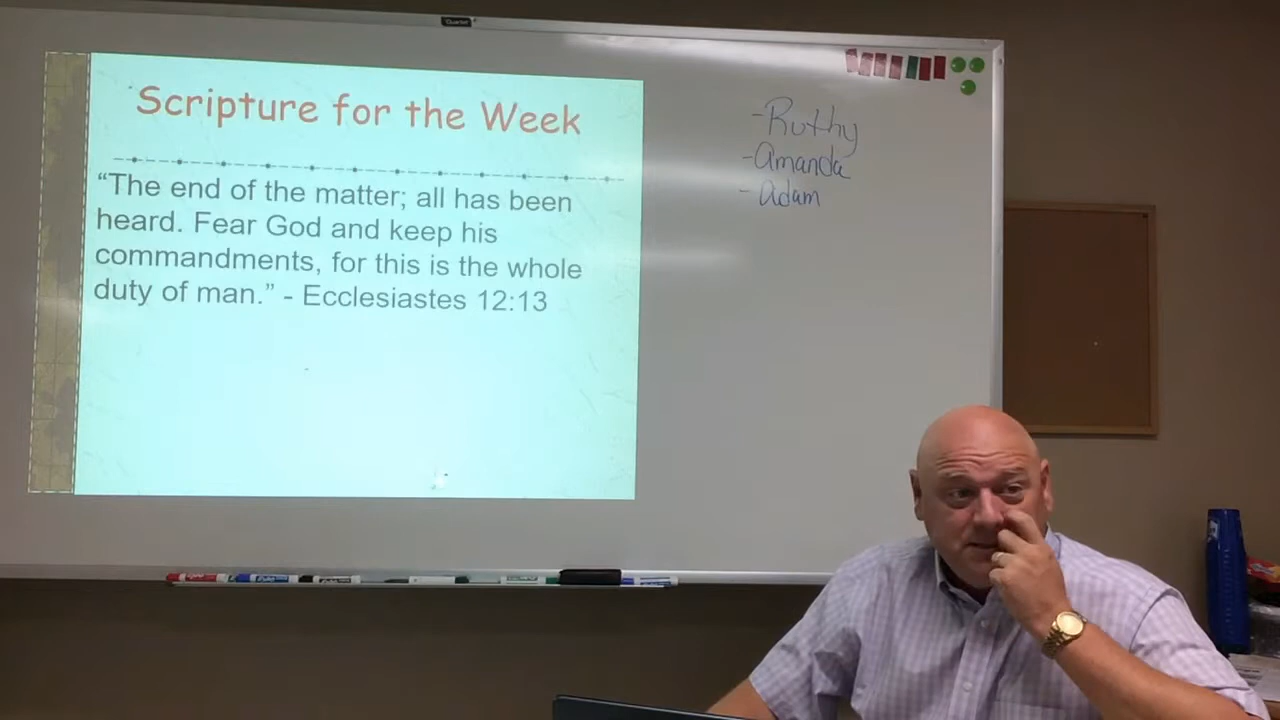 Scripture for the Week
“The end of the matter; all has been
heard. Fear God and keep his
commandments, for this is the whole
duty of man.” - Ecclesiastes 12:13
-Ruthy
-Amanda
-Adam